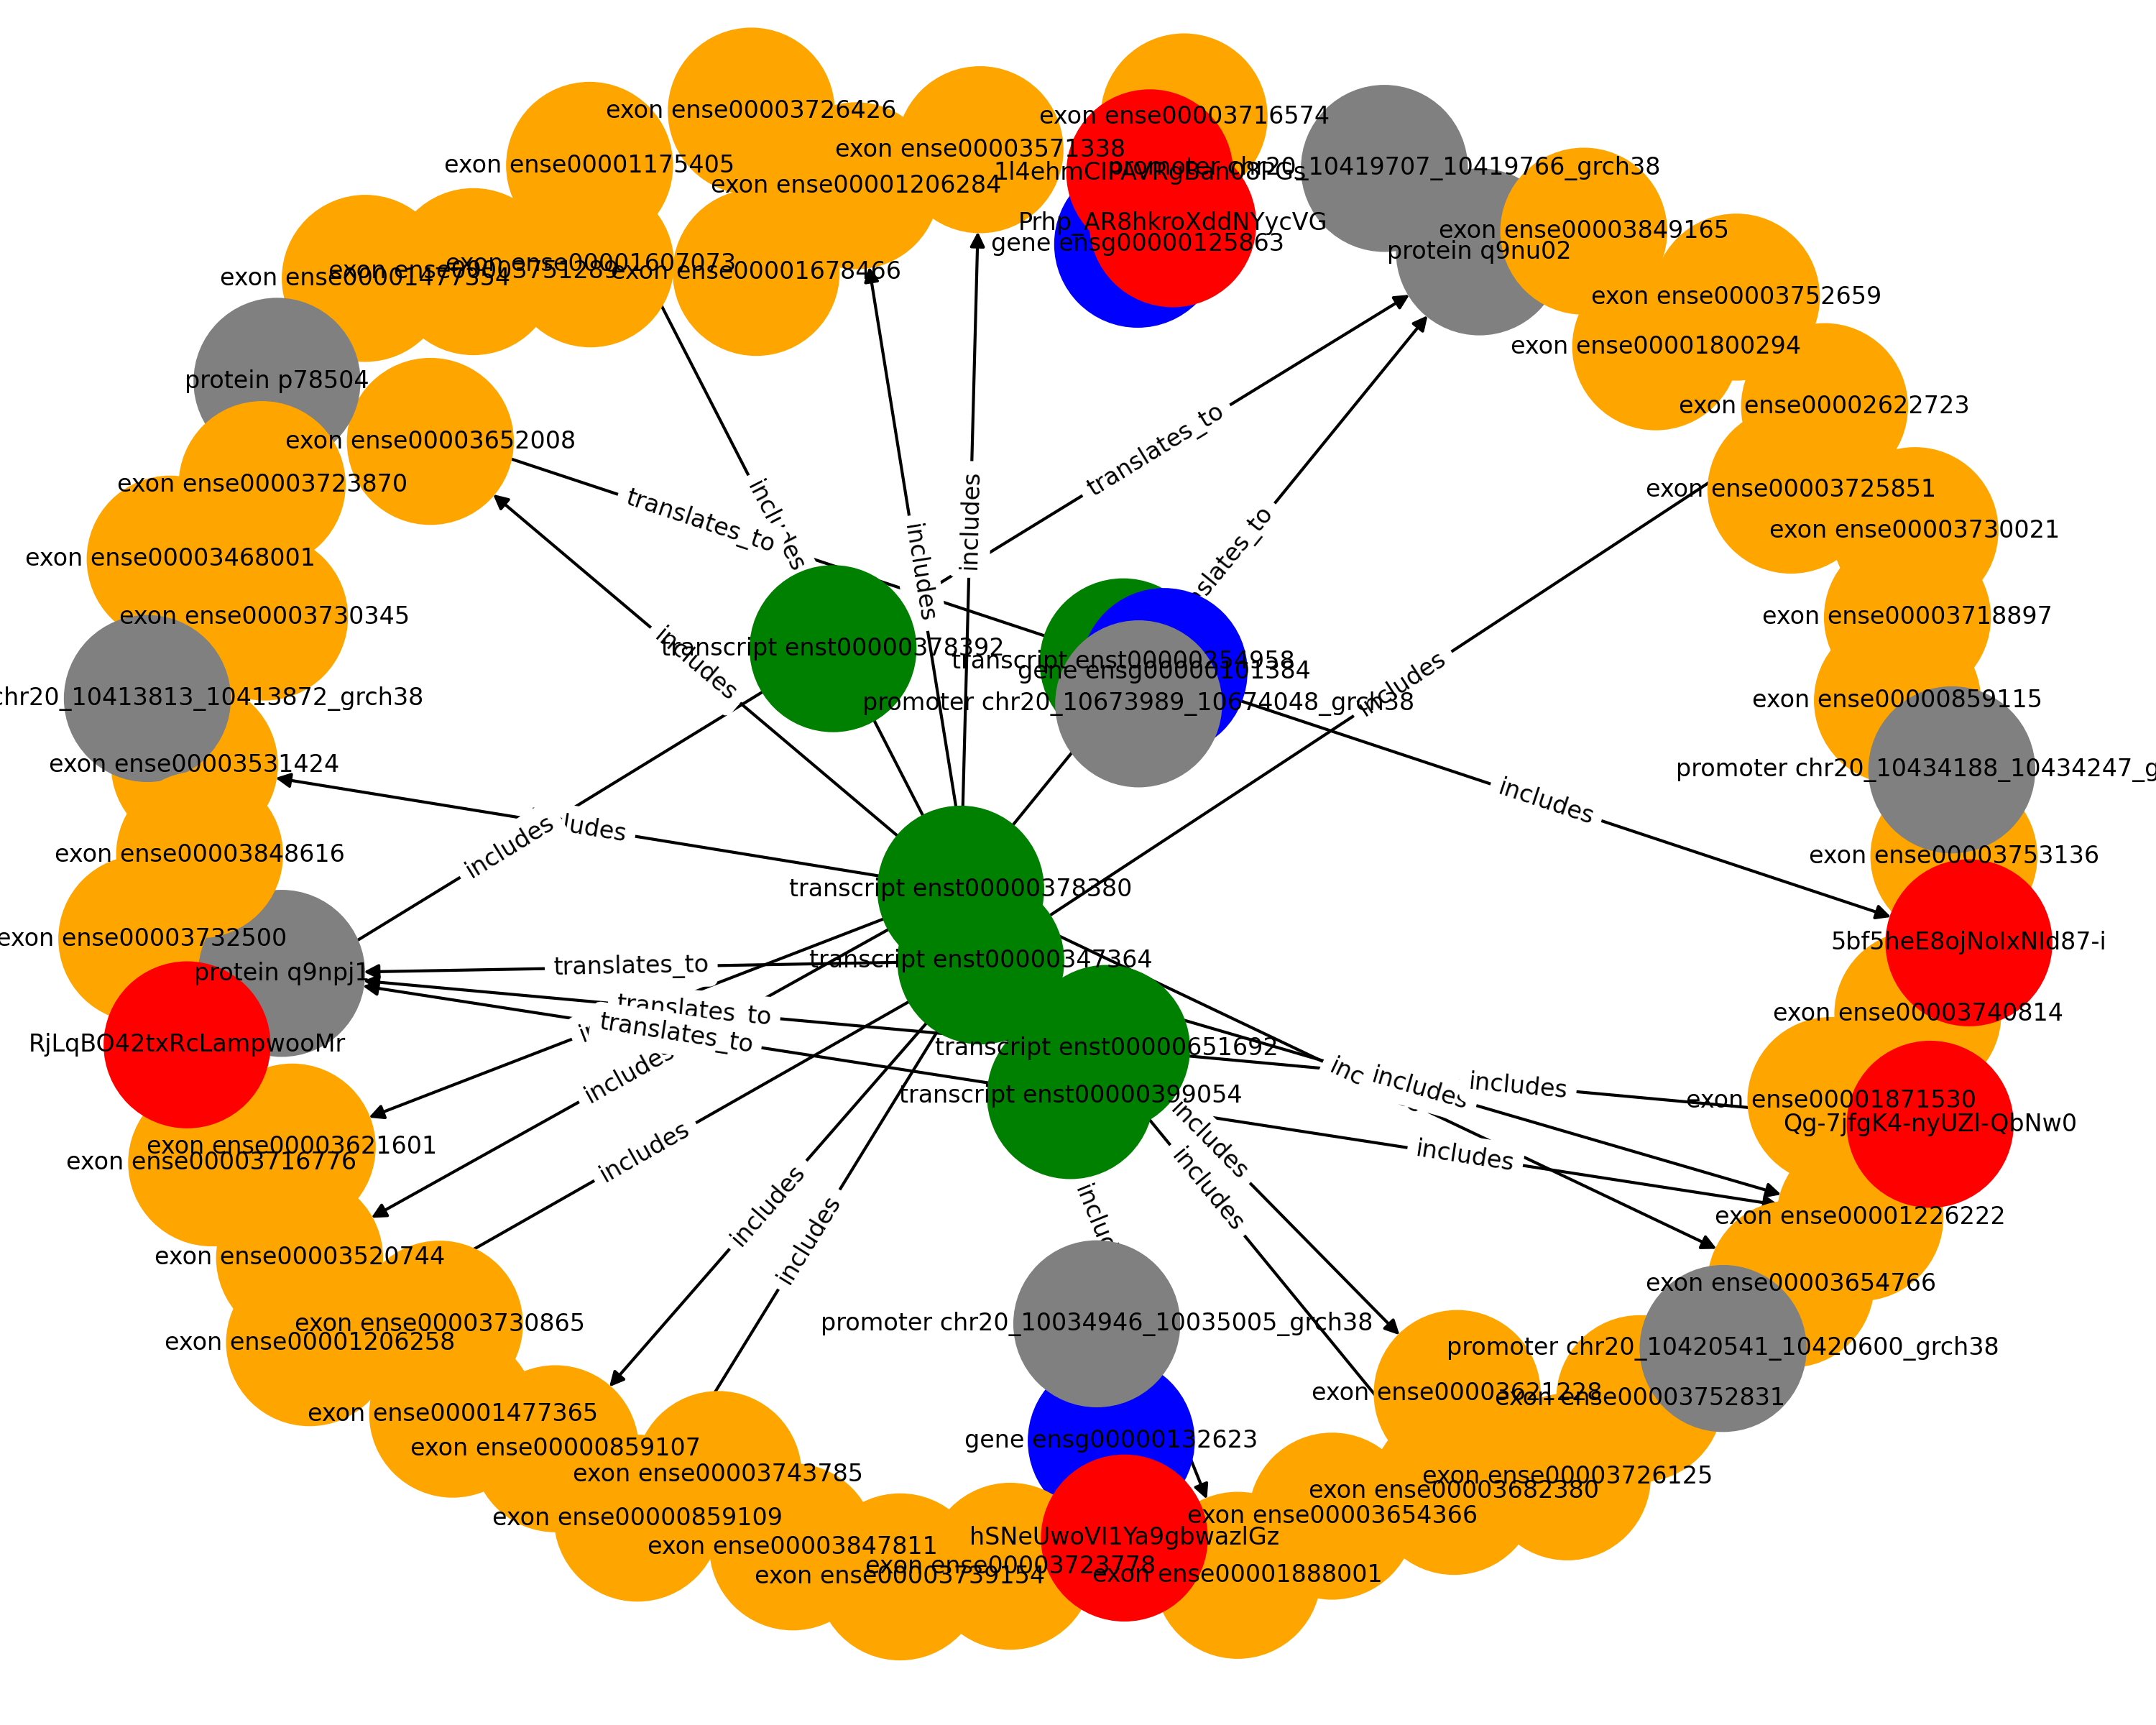 exon ense00003726426
exon ense00003716574
exon ense00003571338
exon ense00001175405
promoter chr20_10419707_10419766_grch38
exon ense00001206284
Prhp_AR8hkroXddNYycVG
exon ense00003849165
gene ensg00000125863
protein q9nu02
exon ense00001607073
exon ense00001678466
exon ense00001477354
exon ense00003752659
exon ense00001800294
protein p78504
exon ense00002622723
translates_to
exon ense00003652008
exon ense00003723870
exon ense00003725851
translates_to
includes
exon ense00003730021
exon ense00003468001
includes
exon ense00003730345
exon ense00003718897
transcript enst00000378392
includes
transcript enst00000254958
gene ensg00000101384
includes
chr20_10413813_10413872_grch38
promoter chr20_10673989_10674048_grch38
exon ense00000859115
exon ense00003531424
promoter chr20_10434188_10434247_g
includes
includes
exon ense00003848616
exon ense00003753136
transcript enst00000378380
exon ense00003732500
5bf5heE8ojNoIxNId87-i
transcript enst00000347364
translates_to
protein q9npj1
translates_to
exon ense00003740814
translates_to
RjLqBO42txRcLampwooMr
transcript enst00000651692
includes
includes
includes
transcript enst00000399054
exon ense00001871530
Qg-7jfgK4-nyUZl-QbNw0
includes
includes
exon ense00003621601
includes
includes
exon ense00003716776
includes
includes
exon ense00001226222
includes
exon ense00003520744
exon ense00003654766
exon ense00003730865
promoter chr20_10034946_10035005_grch38
exon ense00001206258
promoter chr20_10420541_10420600_grch38
exon ense00003621228
exon ense00003752831
exon ense00001477365
gene ensg00000132623
exon ense00000859107
exon ense00003743785
exon ense00003726125
exon ense00003682380
exon ense00000859109
exon ense00003654366
hSNeUwoVI1Ya9gbwazlGz
exon ense00003847811
exon ense00003723778
exon ense00003739154
exon ense00001888001